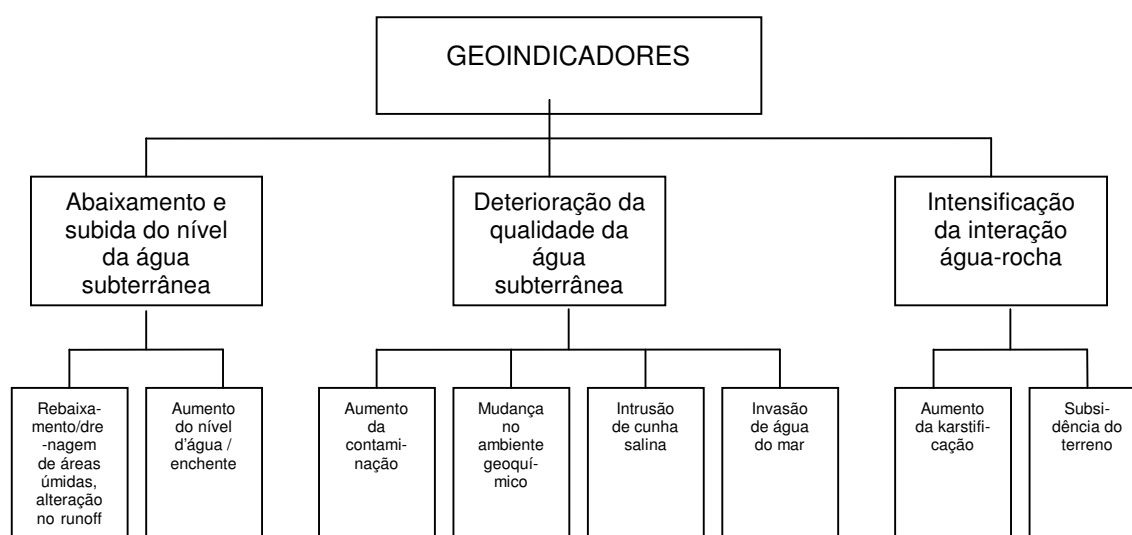 GEOINDICADORES
Abaixamento e
subida do nível
da água
subterrânea
Deterioração da
qualidade da
água
subterrânea
Intensificação
da interação
água-rocha
Rebaixa-
mento/dre
-nagem
de áreas
úmidas,
alteração
no runoff
Aumento
do nível
d'água /
enchente
Aumento
da
contami-
nação
Mudança
no
ambiente
geoquí-
mico
Intrusão
de cunha
salina
Invasão
de água
do mar
Aumento
da karstifi-
cação
Subsi-
dência do
terreno